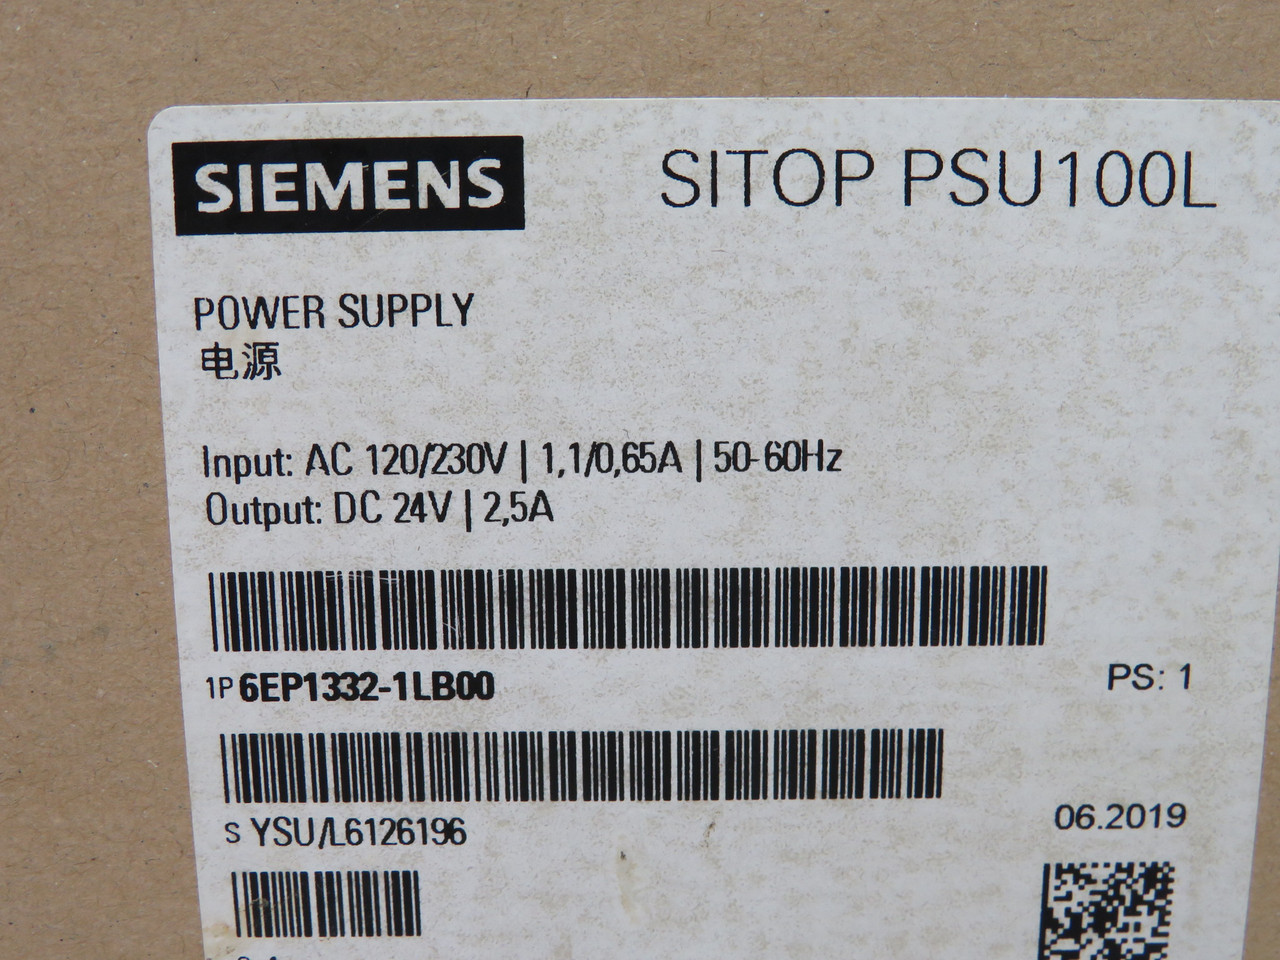 SIEMENS
SITOP PSU100L
POWER SUPPLY
电源
Input: AC 120/230V | 1,1/0,65A | 50-60Hz
Output: DC 24V | 2,5A
1P 6EP1332-1LB00
PS: 1
S YSU/L6126196
06.2019